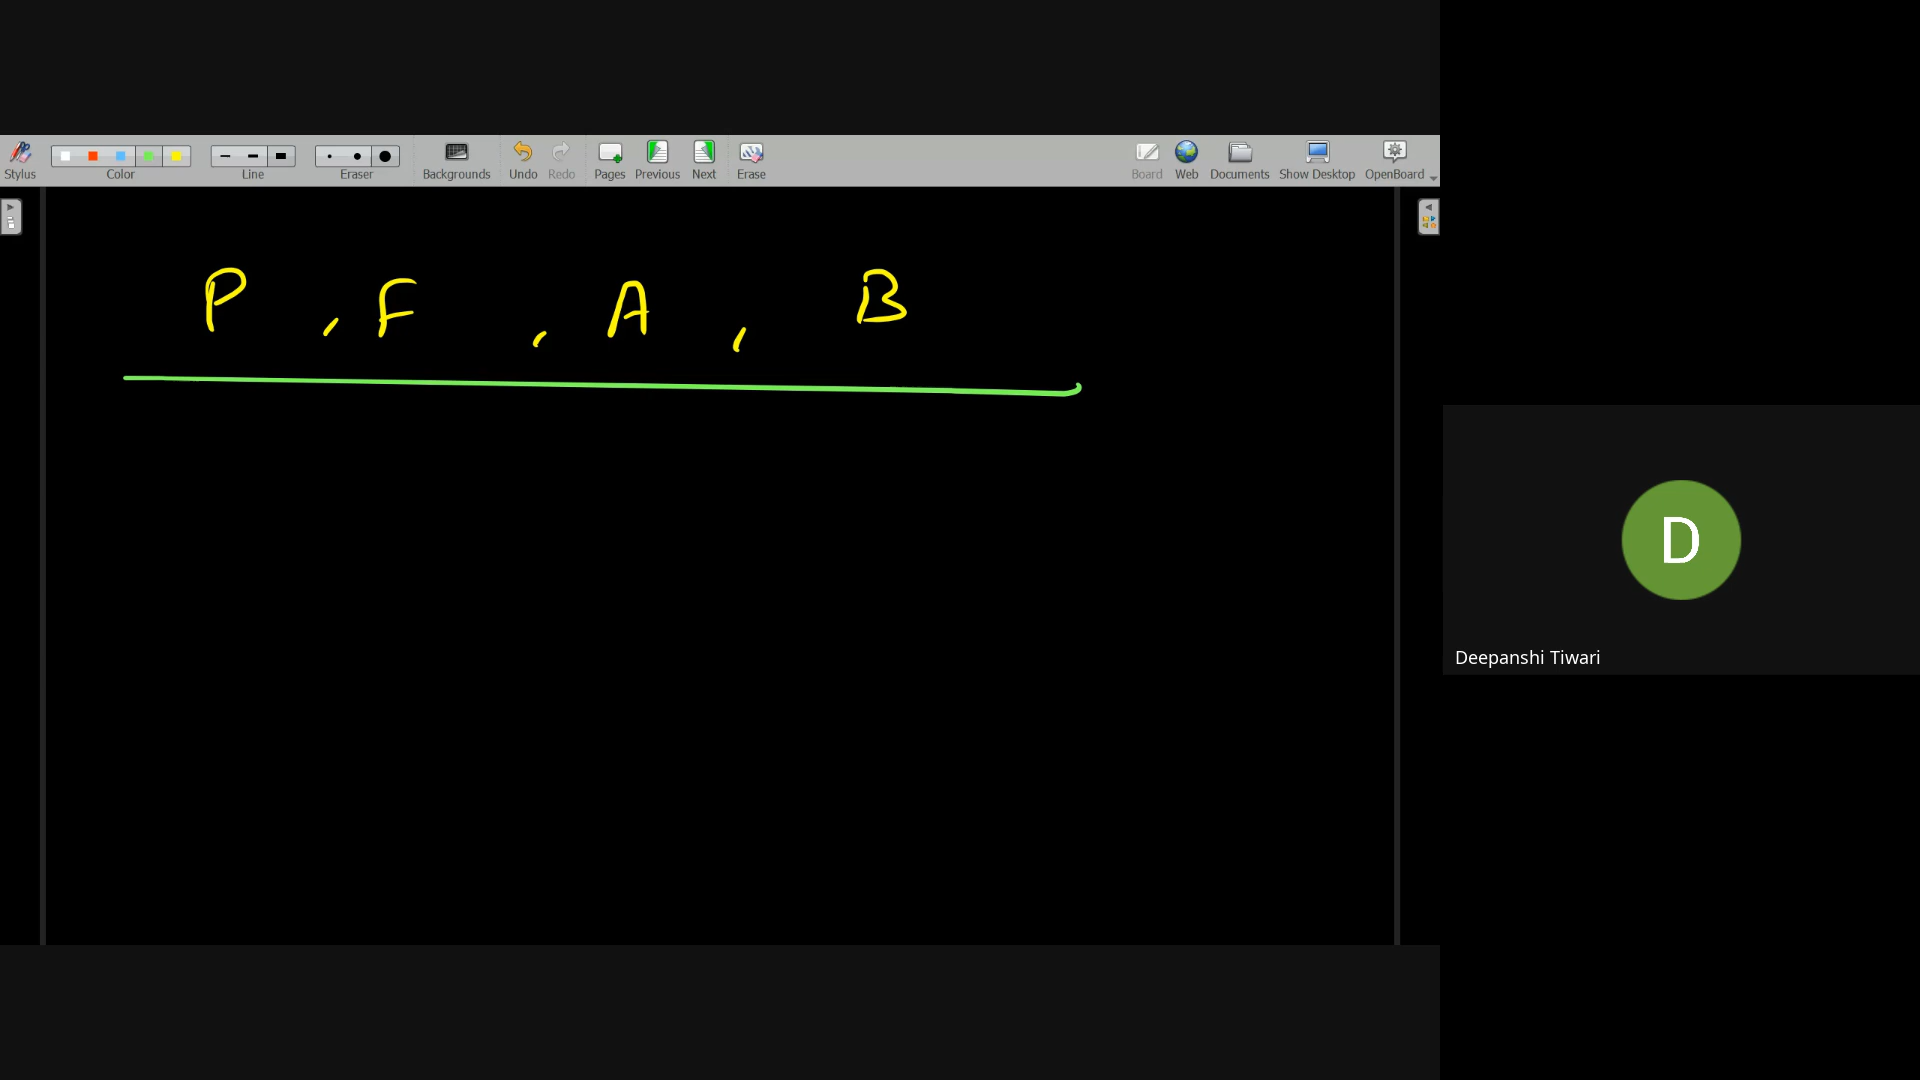 Stylus Color Line Eraser Backgrounds Undo Redo Pages Previous Next Erase Board Web Documents Show Desktop OpenBoard
P , F , A , B
D
Deepanshi Tiwari